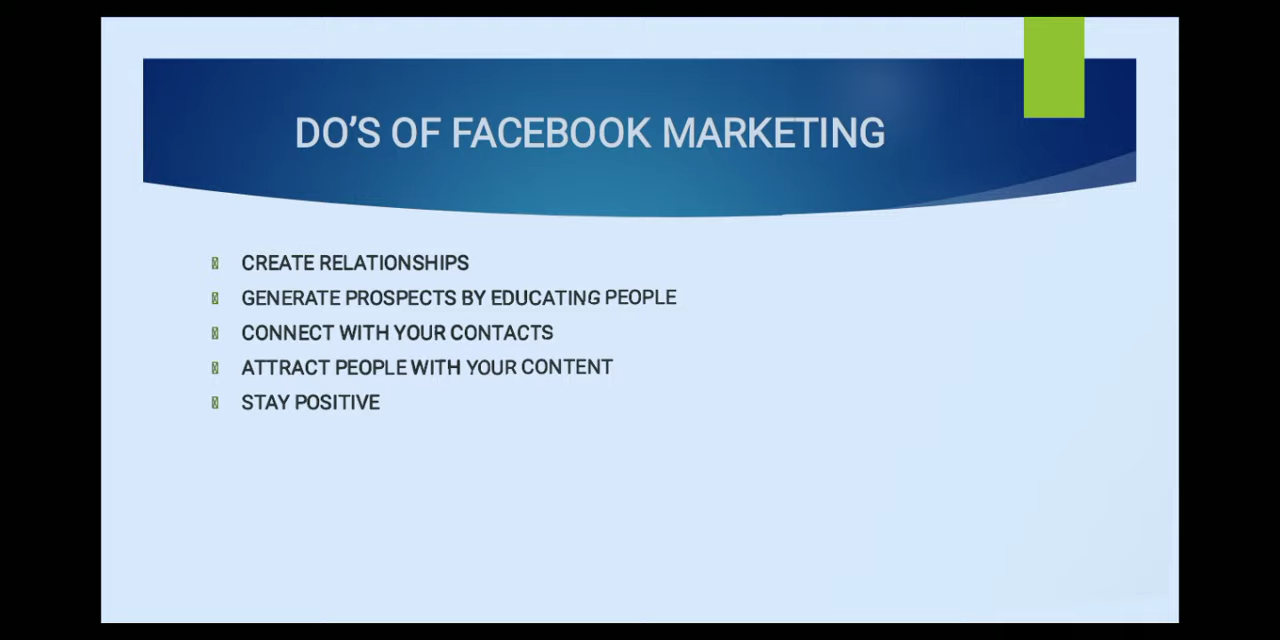 DO’S OF FACEBOOK MARKETING
CREATE RELATIONSHIPS
GENERATE PROSPECTS BY EDUCATING PEOPLE
CONNECT WITH YOUR CONTACTS
ATTRACT PEOPLE WITH YOUR CONTENT
STAY POSITIVE